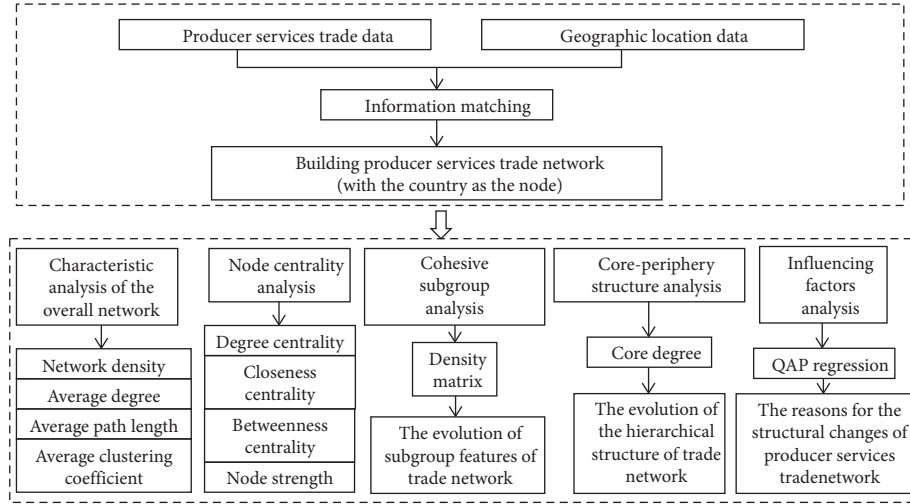 Producer services trade data
Geographic location data
Information matching
Building producer services trade network
(with the country as the node)
Characteristic
analysis of the
overall network
Network density
Average degree
Average path length
Average clustering
coefficient
Node centrality
analysis
Degree centrality
Closeness
centrality
Betweenness
centrality
Node strength
Cohesive
subgroup
analysis
Density
matrix
The evolution of
subgroup features of
trade network
Core-periphery
structure analysis
Core degree
The evolution of
the hierarchical
structure of trade
network
Influencing
factors
analysis
QAP regression
The reasons for the
structural changes of
producer services
tradenetwork